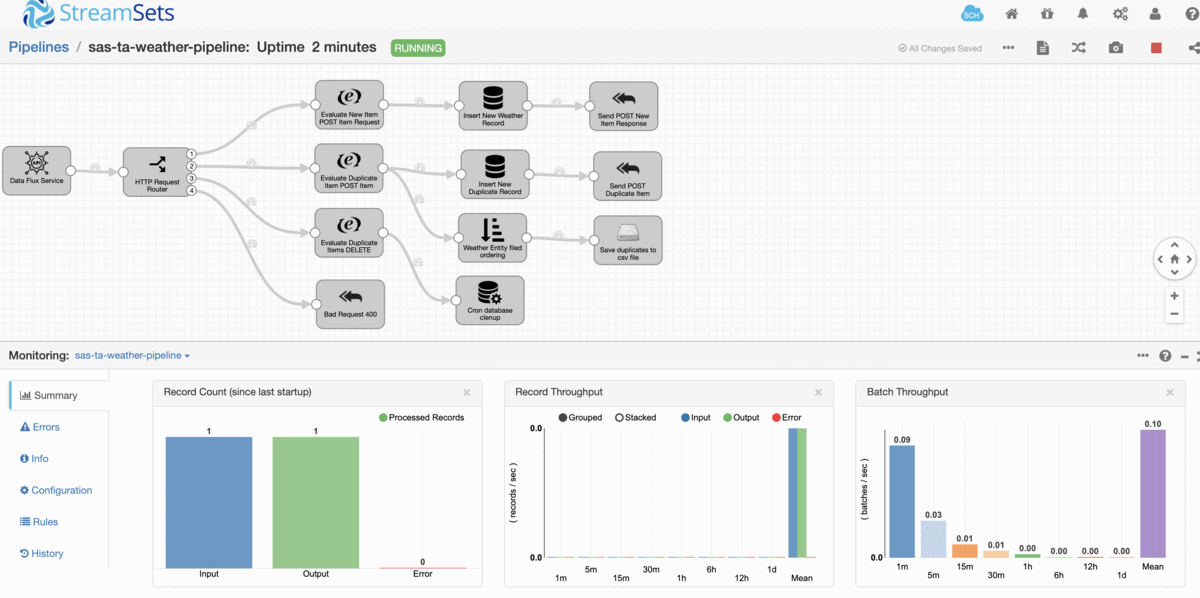 StreamSets
SCH
Pipelines / sas-ta-weather-pipeline: Uptime 2 minutes RUNNING
All Changes Saved
Evaluate New Item
POST Item Request
Insert New Weather
Record
Send POST New
Item Response
API
Data Flux Service
HTTP Request
Router
1
2
3
4
Evaluate Duplicate
Item POST Item
Insert New
Duplicate Record
Send POST
Duplicate Item
Evaluate Duplicate
Items DELETE
Weather Entity filed
ordering
Save duplicates to
csv file
Bad Request 400
Cron database
clenup
Monitoring: sas-ta-weather-pipeline
Summary
Errors
Info
Configuration
Rules
History
Record Count (since last startup)
Processed Records
1
1
0
Input
Output
Error
Record Throughput
Grouped Stacked Input Output Error
0.0
( records / sec )
0.0
1m
5m
15m
30m
1h
6h
12h
1d
Mean
Batch Throughput
( batches / sec )
0.0
0.09
0.03
0.01
0.01
0.00
0.00
0.00
0.00
0.10
1m
5m
15m
30m
1h
6h
12h
1d
Mean